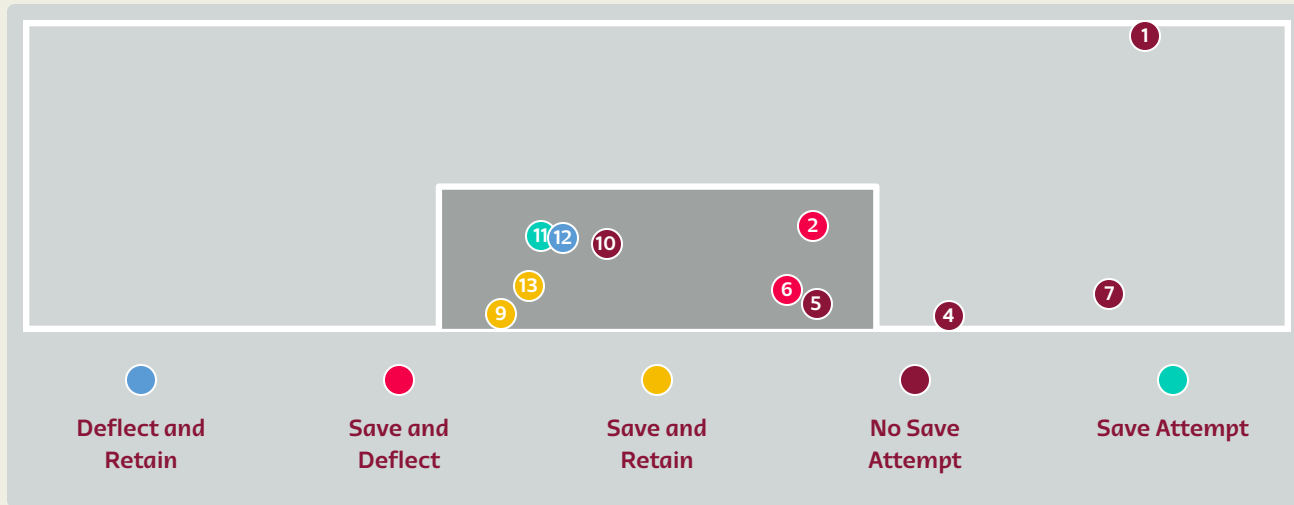 1
2
11
12
10
13
6
7
5
9
4
Deflect and
Retain
Save and
Deflect
Save and
Retain
No Save
Attempt
Save Attempt